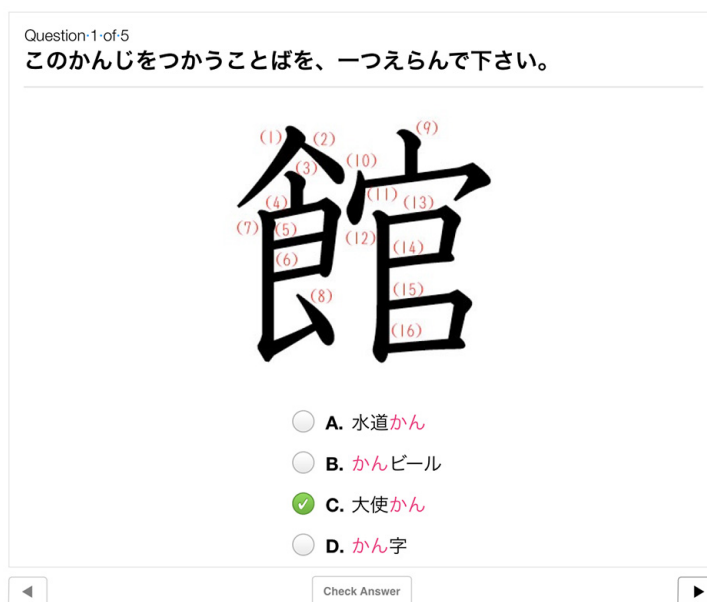 Question·1·of·5
このかんじをつかうことばを、一つえらんで下さい。
館
(1)
(2)
(3)
(4)
(5)
(6)
(7)
(8)
(9)
(10)
(11)
(12)
(13)
(14)
(15)
(16)
A. 水道かん
B. かんビール
C. 大使かん
D. かん字
Check Answer